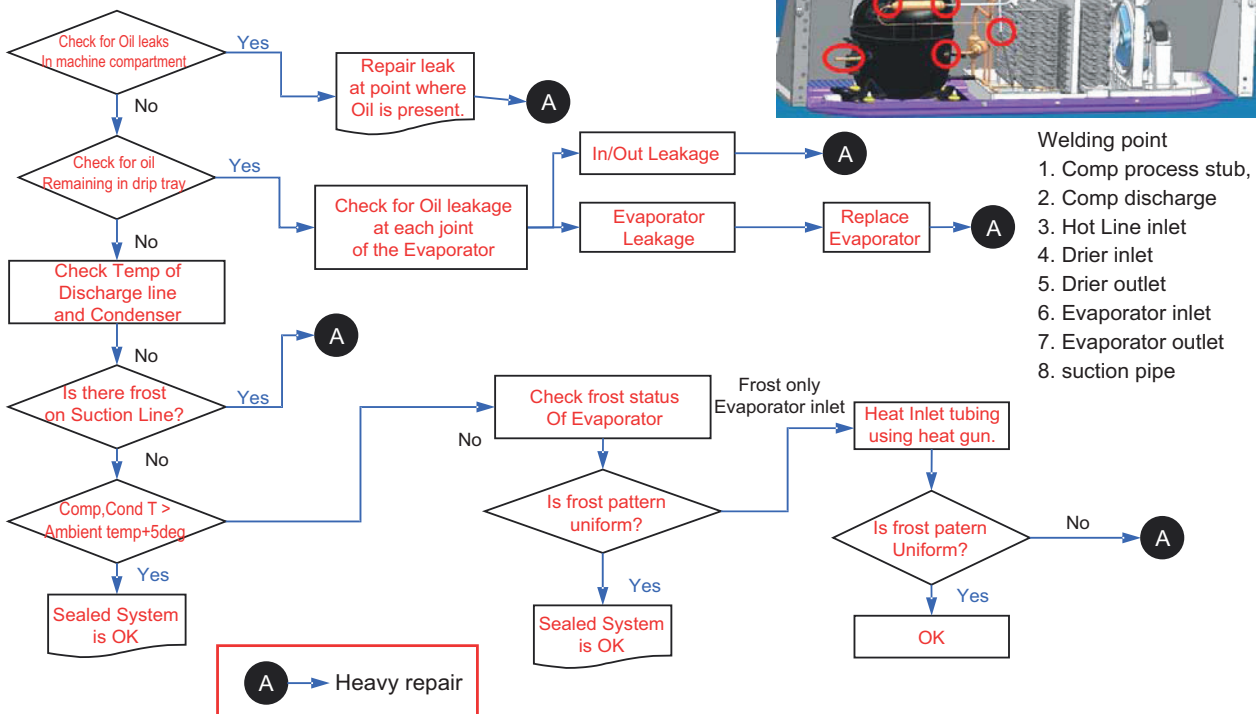 Check for Oil leaks
In machine compartment
Yes
Repair leak
at point where
Oil is present.
A
No
Check for oil
Remaining in drip tray
Yes
Check for Oil leakage
at each joint
of the Evaporator
In/Out Leakage
A
Evaporator
Leakage
Replace
Evaporator
A
No
Check Temp of
Discharge line
and Condenser
No
A
Is there frost
on Suction Line?
Yes
No
Comp,Cond T >
Ambient temp+5deg
No
Check frost status
Of Evaporator
Frost only
Evaporator inlet
Heat Inlet tubing
using heat gun.
Is frost pattern
uniform?
Is frost patern
Uniform?
No
A
Yes
Sealed System
is OK
Yes
Sealed System
is OK
Yes
OK
A
Heavy repair
Welding point
1. Comp process stub,
2. Comp discharge
3. Hot Line inlet
4. Drier inlet
5. Drier outlet
6. Evaporator inlet
7. Evaporator outlet
8. suction pipe